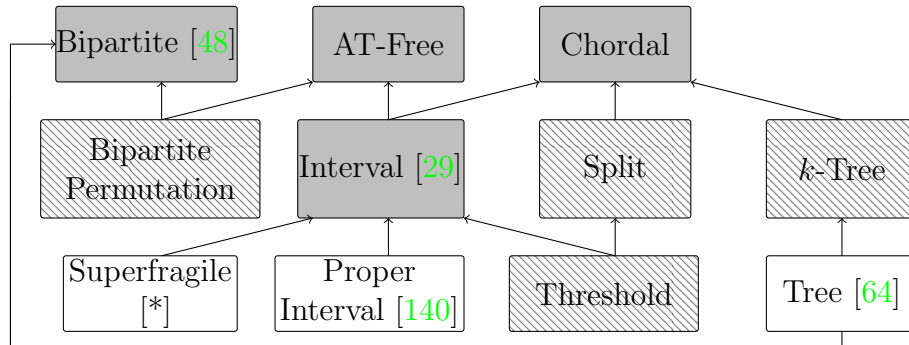 Bipartite [48]
AT-Free
Chordal
Bipartite
Permutation
Interval [29]
Split
k-Tree
Superfragile
[*]
Proper
Interval [140]
Threshold
Tree [64]